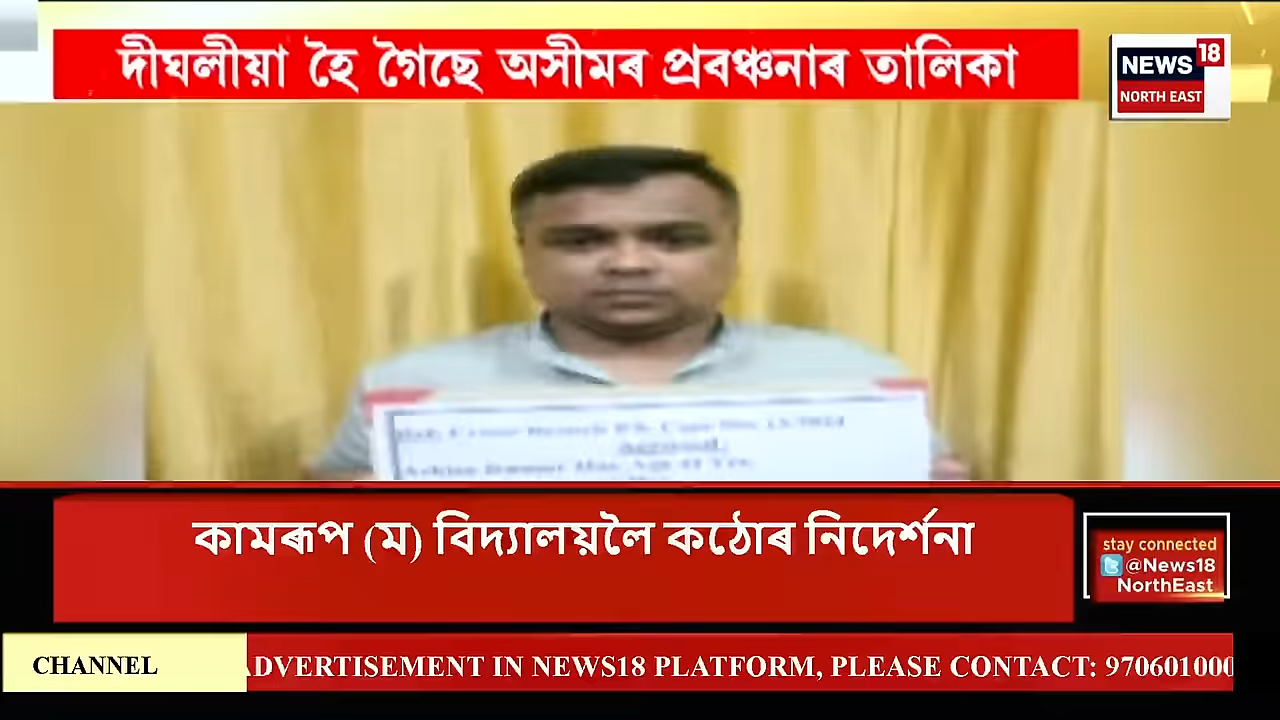 দীঘলীয়া হৈ গৈছে অসীমৰ প্ৰবঞ্চনাৰ তালিকা
NEWS 18
NORTH EAST
কামৰূপ (ম) বিদ্যালয়লৈ কঠোৰ নিদেৰ্শনা
stay connected
@News18
NorthEast
CHANNEL
ADVERTISEMENT IN NEWS18 PLATFORM, PLEASE CONTACT: 970601000